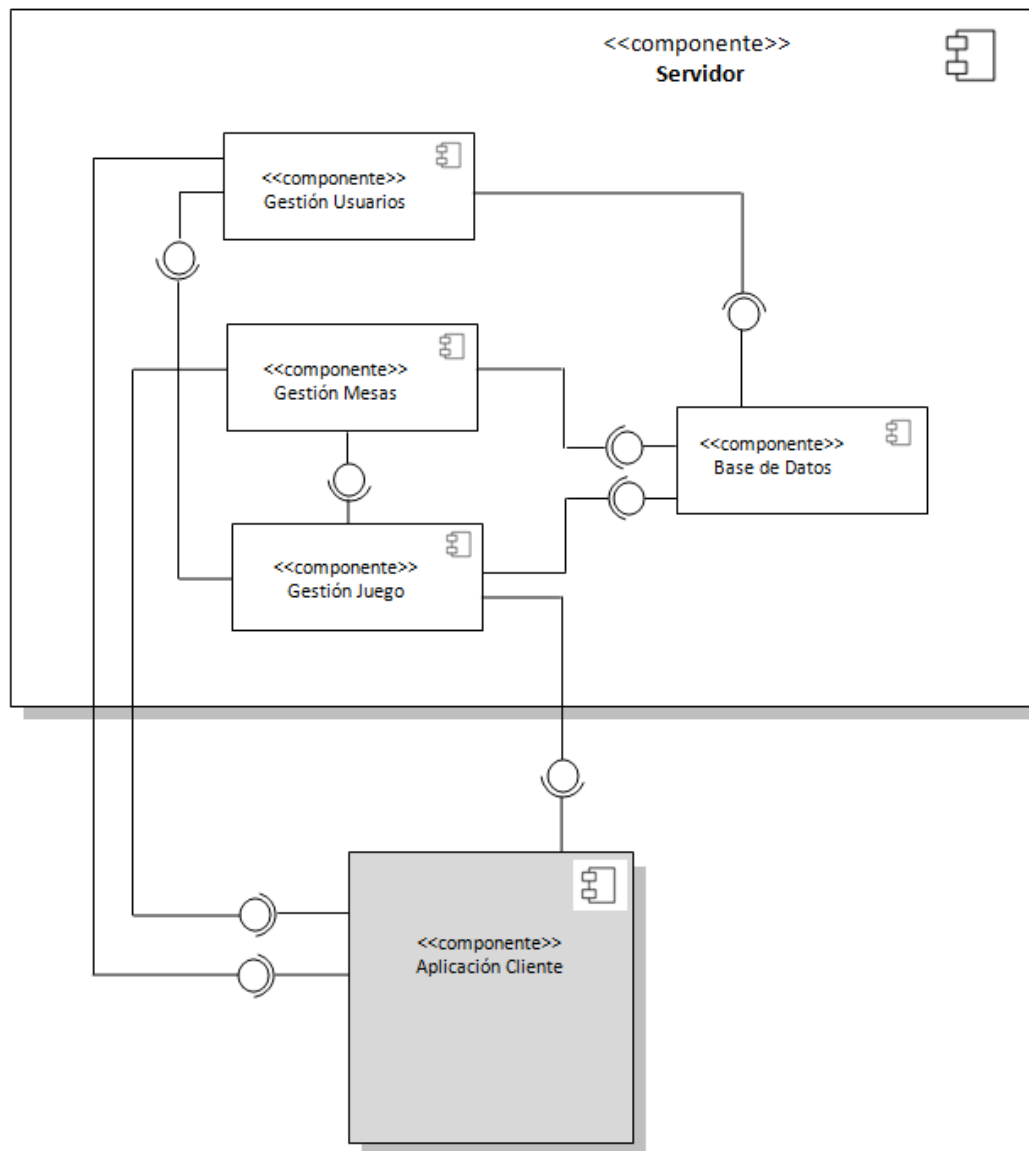 <<componente>>
Servidor
<<componente>>
Gestión Usuarios
<<componente>>
Gestión Mesas
<<componente>>
Base de Datos
<<componente>>
Gestión Juego
<<componente>>
Aplicación Cliente